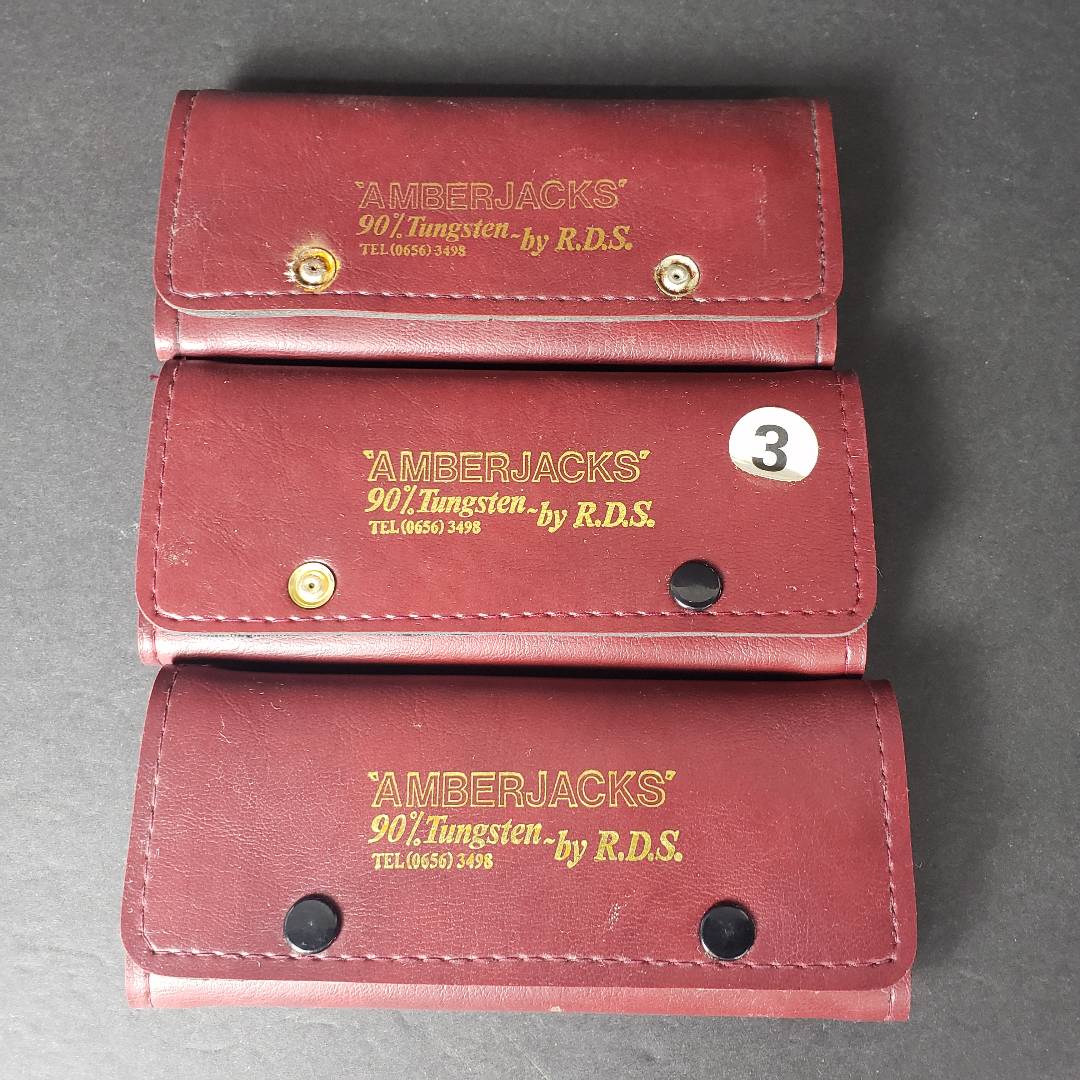 "AMBERJACKS"
90% Tungsten ~ by R.D.S.
TEL (0656) 3498
"AMBERJACKS"
3
90% Tungsten ~ by R.D.S.
TEL (0656) 3498
"AMBERJACKS"
90% Tungsten ~ by R.D.S.
TEL (0656) 3498